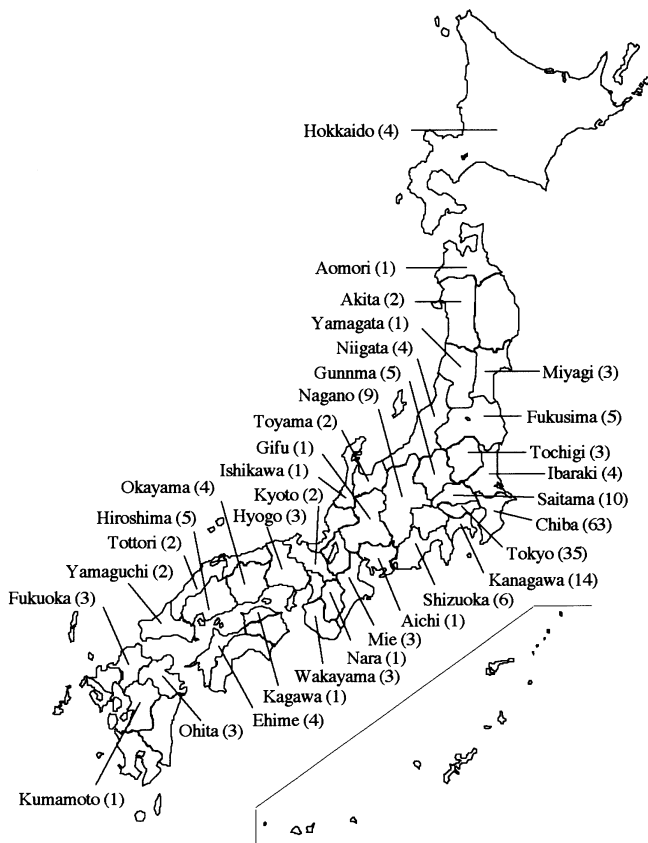 Hokkaido (4)
Aomori (1)
Akita (2)
Yamagata (1)
Niigata (4)
Gunnma (5)
Miyagi (3)
Nagano (9)
Toyama (2)
Fukusima (5)
Gifu (1)
Tochigi (3)
Ishikawa (1)
Ibaraki (4)
Okayama (4)
Kyoto (2)
Saitama (10)
Hiroshima (5)
Hyogo (3)
Chiba (63)
Tottori (2)
Tokyo (35)
Yamaguchi (2)
Kanagawa (14)
Fukuoka (3)
Shizuoka (6)
Aichi (1)
Mie (3)
Nara (1)
Wakayama (3)
Kagawa (1)
Ehime (4)
Ohita (3)
Kumamoto (1)